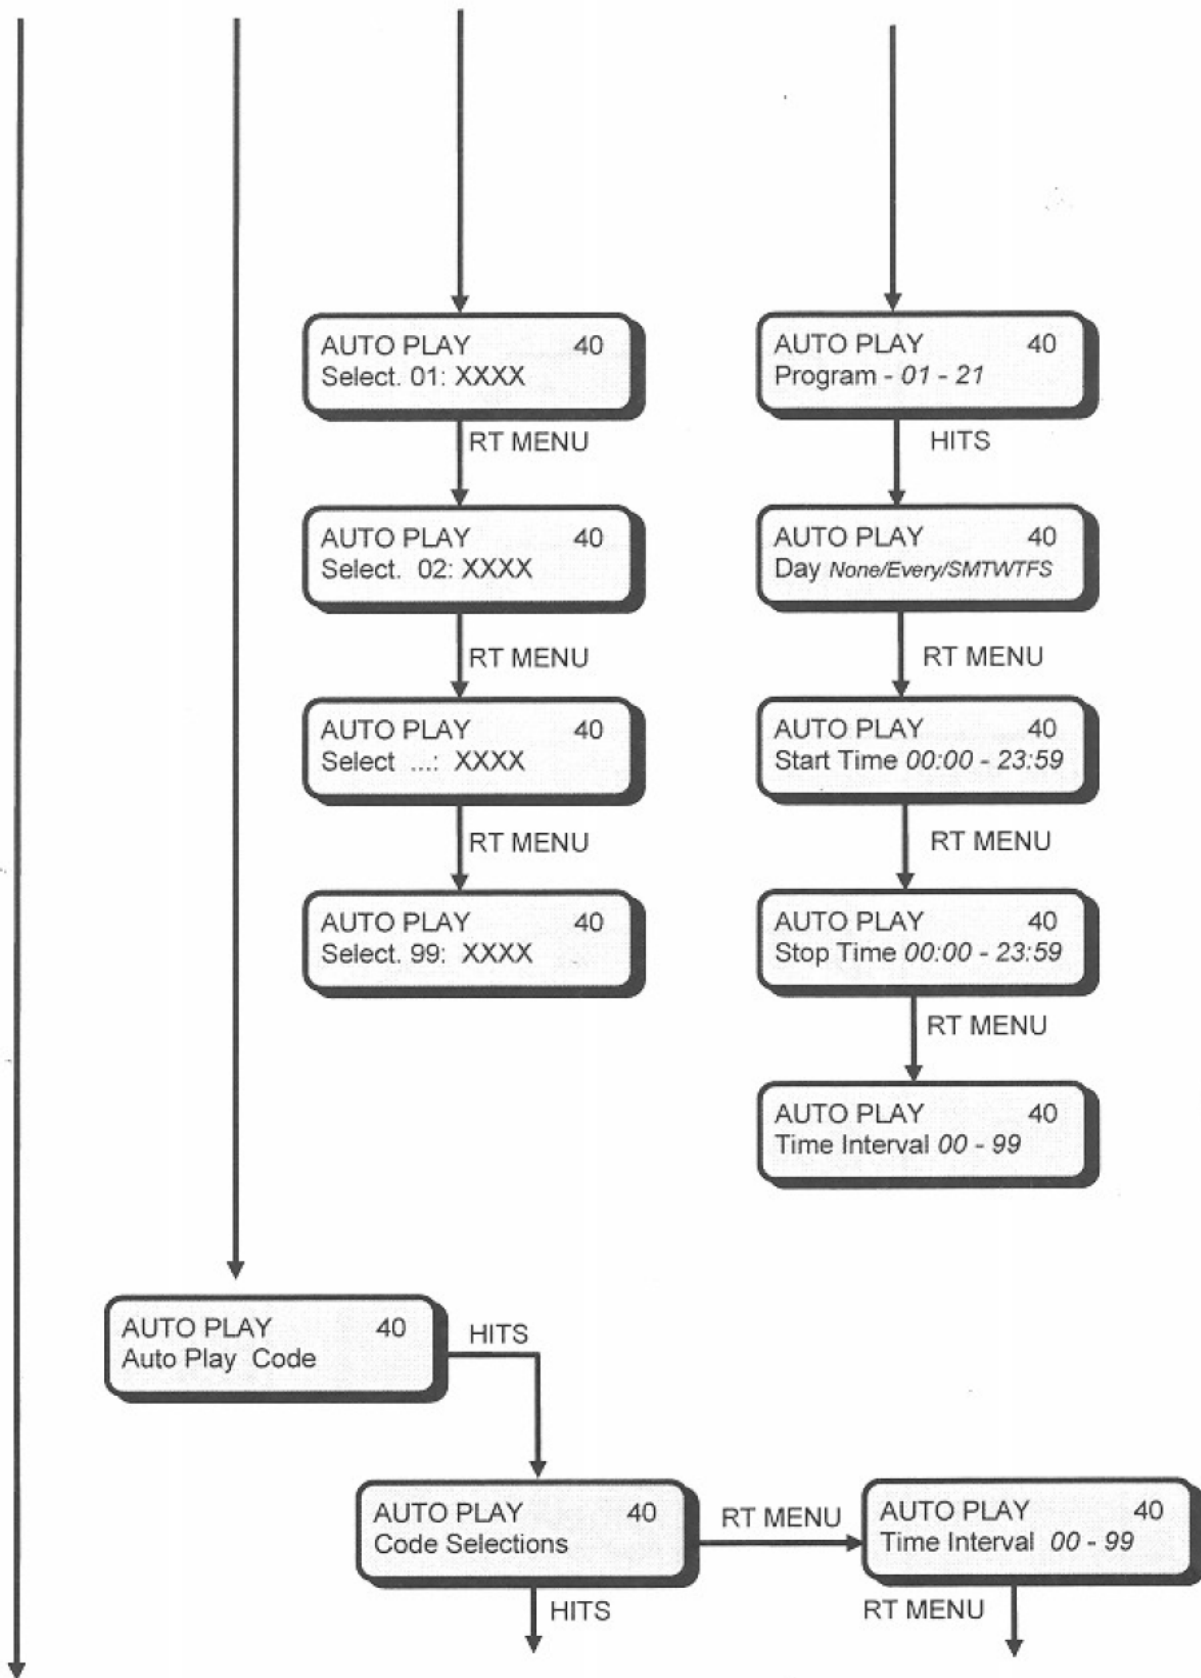 AUTO PLAY 40
Select. 01: XXXX
RT MENU
AUTO PLAY 40
Select. 02: XXXX
RT MENU
AUTO PLAY 40
Select ...: XXXX
RT MENU
AUTO PLAY 40
Select. 99: XXXX
AUTO PLAY 40
Program - 01 - 21
HITS
AUTO PLAY 40
Day None/Every/SMTWTFS
RT MENU
AUTO PLAY 40
Start Time 00:00 - 23:59
RT MENU
AUTO PLAY 40
Stop Time 00:00 - 23:59
RT MENU
AUTO PLAY 40
Time Interval 00 - 99
AUTO PLAY 40
Auto Play Code
HITS
AUTO PLAY 40
Code Selections
HITS
RT MENU
AUTO PLAY 40
Time Interval 00 - 99
RT MENU